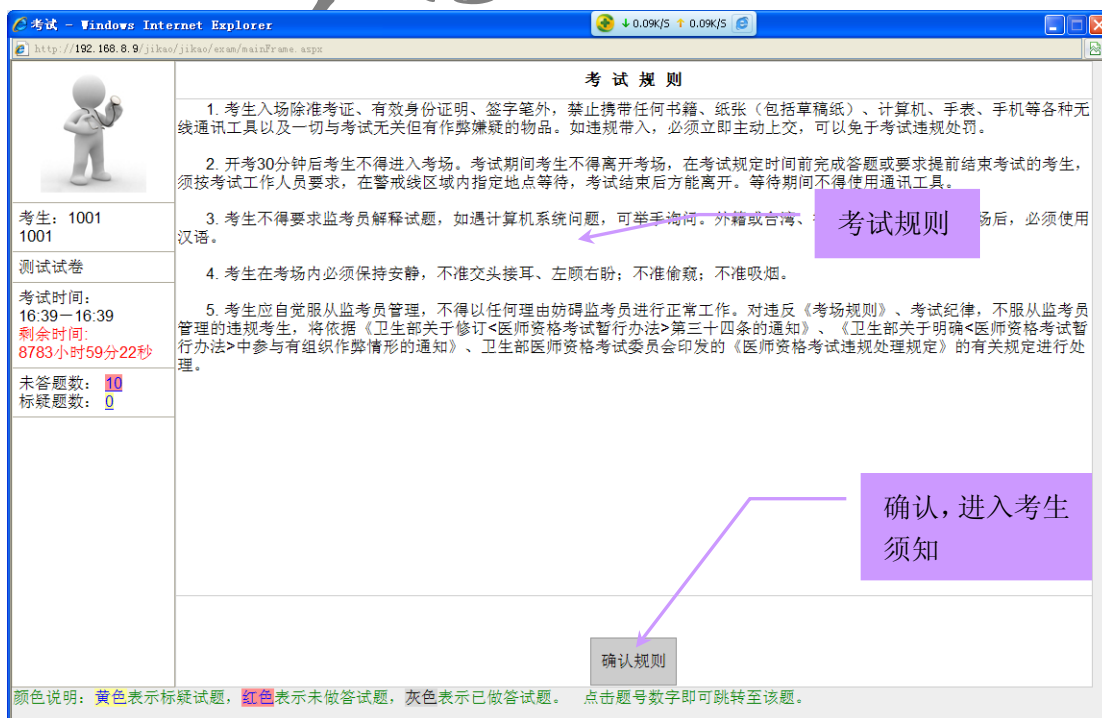 考试 - Windows Internet Explorer
↓0.09K/S ↑0.09K/S
http://192.168.8.9/jikao/jikao/exam/mainFrame.aspx
考试规则
1. 考生入场除准考证、有效身份证明、签字笔外，禁止携带任何书籍、纸张（包括草稿纸）、计算机、手表、手机等各种无
线通讯工具以及一切与考试无关但有作弊嫌疑的物品。如违规带入，必须立即主动上交，可以免于考试违规处罚。
2. 开考30分钟后考生不得进入考场。考试期间考生不得离开考场，在考试规定时间前完成答题或要求提前结束考试的考生，
须按考试工作人员要求，在警戒线区域内指定地点等待，考试结束后方能离开。等待期间不得使用通讯工具。
3. 考生不得要求监考员解释试题，如遇计算机系统问题，可举手询问。外籍或台湾、
场后，必须使用
汉语。
4. 考生在考场内必须保持安静，不准交头接耳、左顾右盼；不准偷窥；不准吸烟。
5. 考生应自觉服从监考员管理，不得以任何理由妨碍监考员进行正常工作。对违反《考场规则》、考试纪律，不服从监考员
管理的违规考生，将依据《卫生部关于修订<医师资格考试暂行办法>第三十四条的通知》、《卫生部关于明确<医师资格考试暂
行办法>中参与有组织作弊情形的通知》、卫生部医师资格考试委员会印发的《医师资格考试违规处理规定》的有关规定进行处
理。
考生：1001
1001
测试试卷
考试时间：
16:39－16:39
剩余时间:
8783小时59分22秒
未答题数： 10
标疑题数： 0
考试规则
确认，进入考生
须知
确认规则
颜色说明：黄色表示标疑试题，红色表示未做答试题，灰色表示已做答试题。 点击题号数字即可跳转至该题。